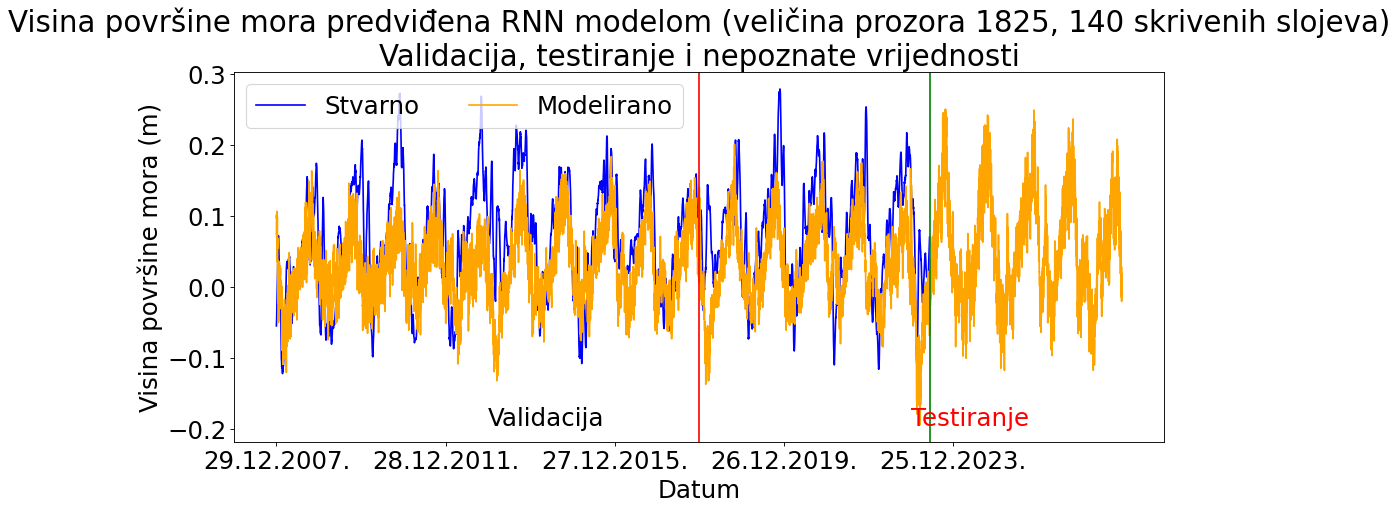 Visina površine mora predviđena RNN modelom (veličina prozora 1825, 140 skrivenih slojeva)
Validacija, testiranje i nepoznate vrijednosti
Stvarno
Modelirano
Visina površine mora (m)
0.3
0.2
0.1
0.0
−0.1
−0.2
Validacija
Testiranje
29.12.2007.
28.12.2011.
27.12.2015.
26.12.2019.
25.12.2023.
Datum